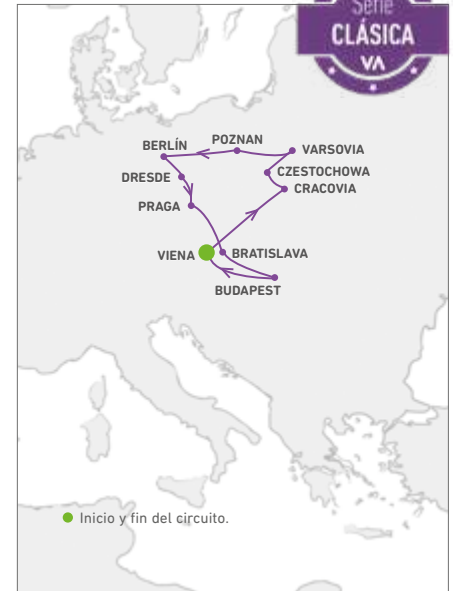 Serie
CLÁSICA
VA
BERLÍN
POZNAN
VARSOVIA
DRESDE
CZESTOCHOWA
CRACOVIA
PRAGA
VIENA
BRATISLAVA
BUDAPEST
Inicio y fin del circuito.